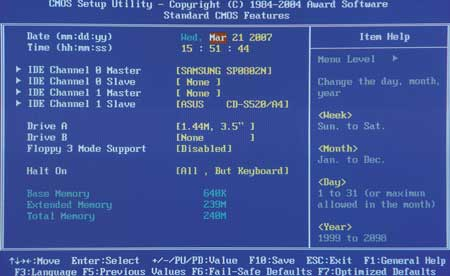 CMOS Setup Utility - Copyright (C) 1984-2004 Award Software
Standard CMOS Features
Date (mm:dd:yy) Wed, Mar 21 2007
Time (hh:mm:ss) 15 : 51 : 44
IDE Channel 0 Master [SAMSUNG SP0802N]
IDE Channel 0 Slave [ None ]
IDE Channel 1 Master [ None ]
IDE Channel 1 Slave [ASUS CD-S520/A4]
Drive A [1.44M, 3.5" ]
Drive B [None ]
Floppy 3 Mode Support [Disabled]
Halt On [All , But Keyboard]
Base Memory 640K
Extended Memory 239M
Total Memory 240M
Item Help
Menu Level
Change the day, month,
year
<Week>
Sun. to Sat.
<Month>
Jan. to Dec.
<Day>
1 to 31 (or maximum
allowed in the month)
<Year>
1999 to 2098
↑↓→←:Move Enter:Select +/-/PU/PD:Value F10:Save ESC:Exit F1:General Help
F3:Language F5:Previous Values F6:Fail-Safe Defaults F7:Optimized Defaults